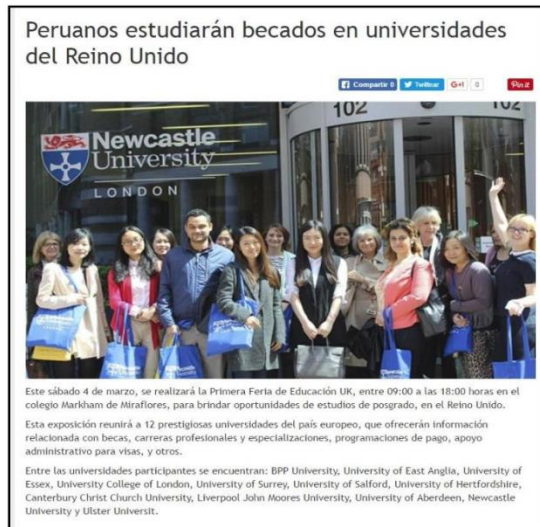 Peruanos estudiarán becados en universidades
del Reino Unido
Compartir 0 Twittear G+1 0 Pin it
102 102
Newcastle
University
LONDON
Este sábado 4 de marzo, se realizará la Primera Feria de Educación UK, entre 09:00 a las 18:00 horas en el
colegio Markham de Miraflores, para brindar oportunidades de estudios de posgrado, en el Reino Unido.
Esta exposición reunirá a 12 prestigiosas universidades del país europeo, que ofrecerán información
relacionada con becas, carreras profesionales y especializaciones, programaciones de pago, apoyo
administrativo para visas, y otros.
Entre las universidades participantes se encuentran: BPP University, University of East Anglia, University of
Essex, University College of London, University of Surrey, University of Salford, University of Hertfordshire,
Canterbury Christ Church University, Liverpool John Moores University, University of Aberdeen, Newcastle
University y Ulster Universit.